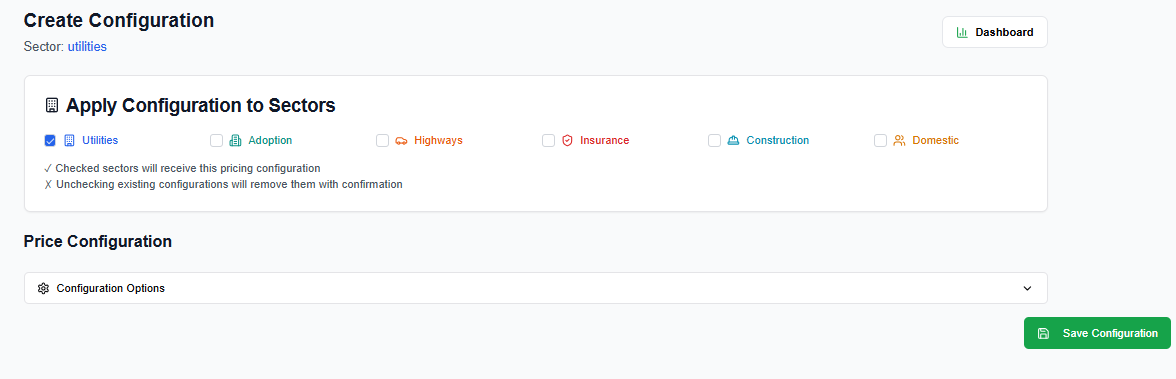 Create Configuration
Sector: utilities
Dashboard
Apply Configuration to Sectors
Utilities Adoption Highways Insurance Construction Domestic
✓ Checked sectors will receive this pricing configuration
✗ Unchecking existing configurations will remove them with confirmation
Price Configuration
Configuration Options
Save Configuration